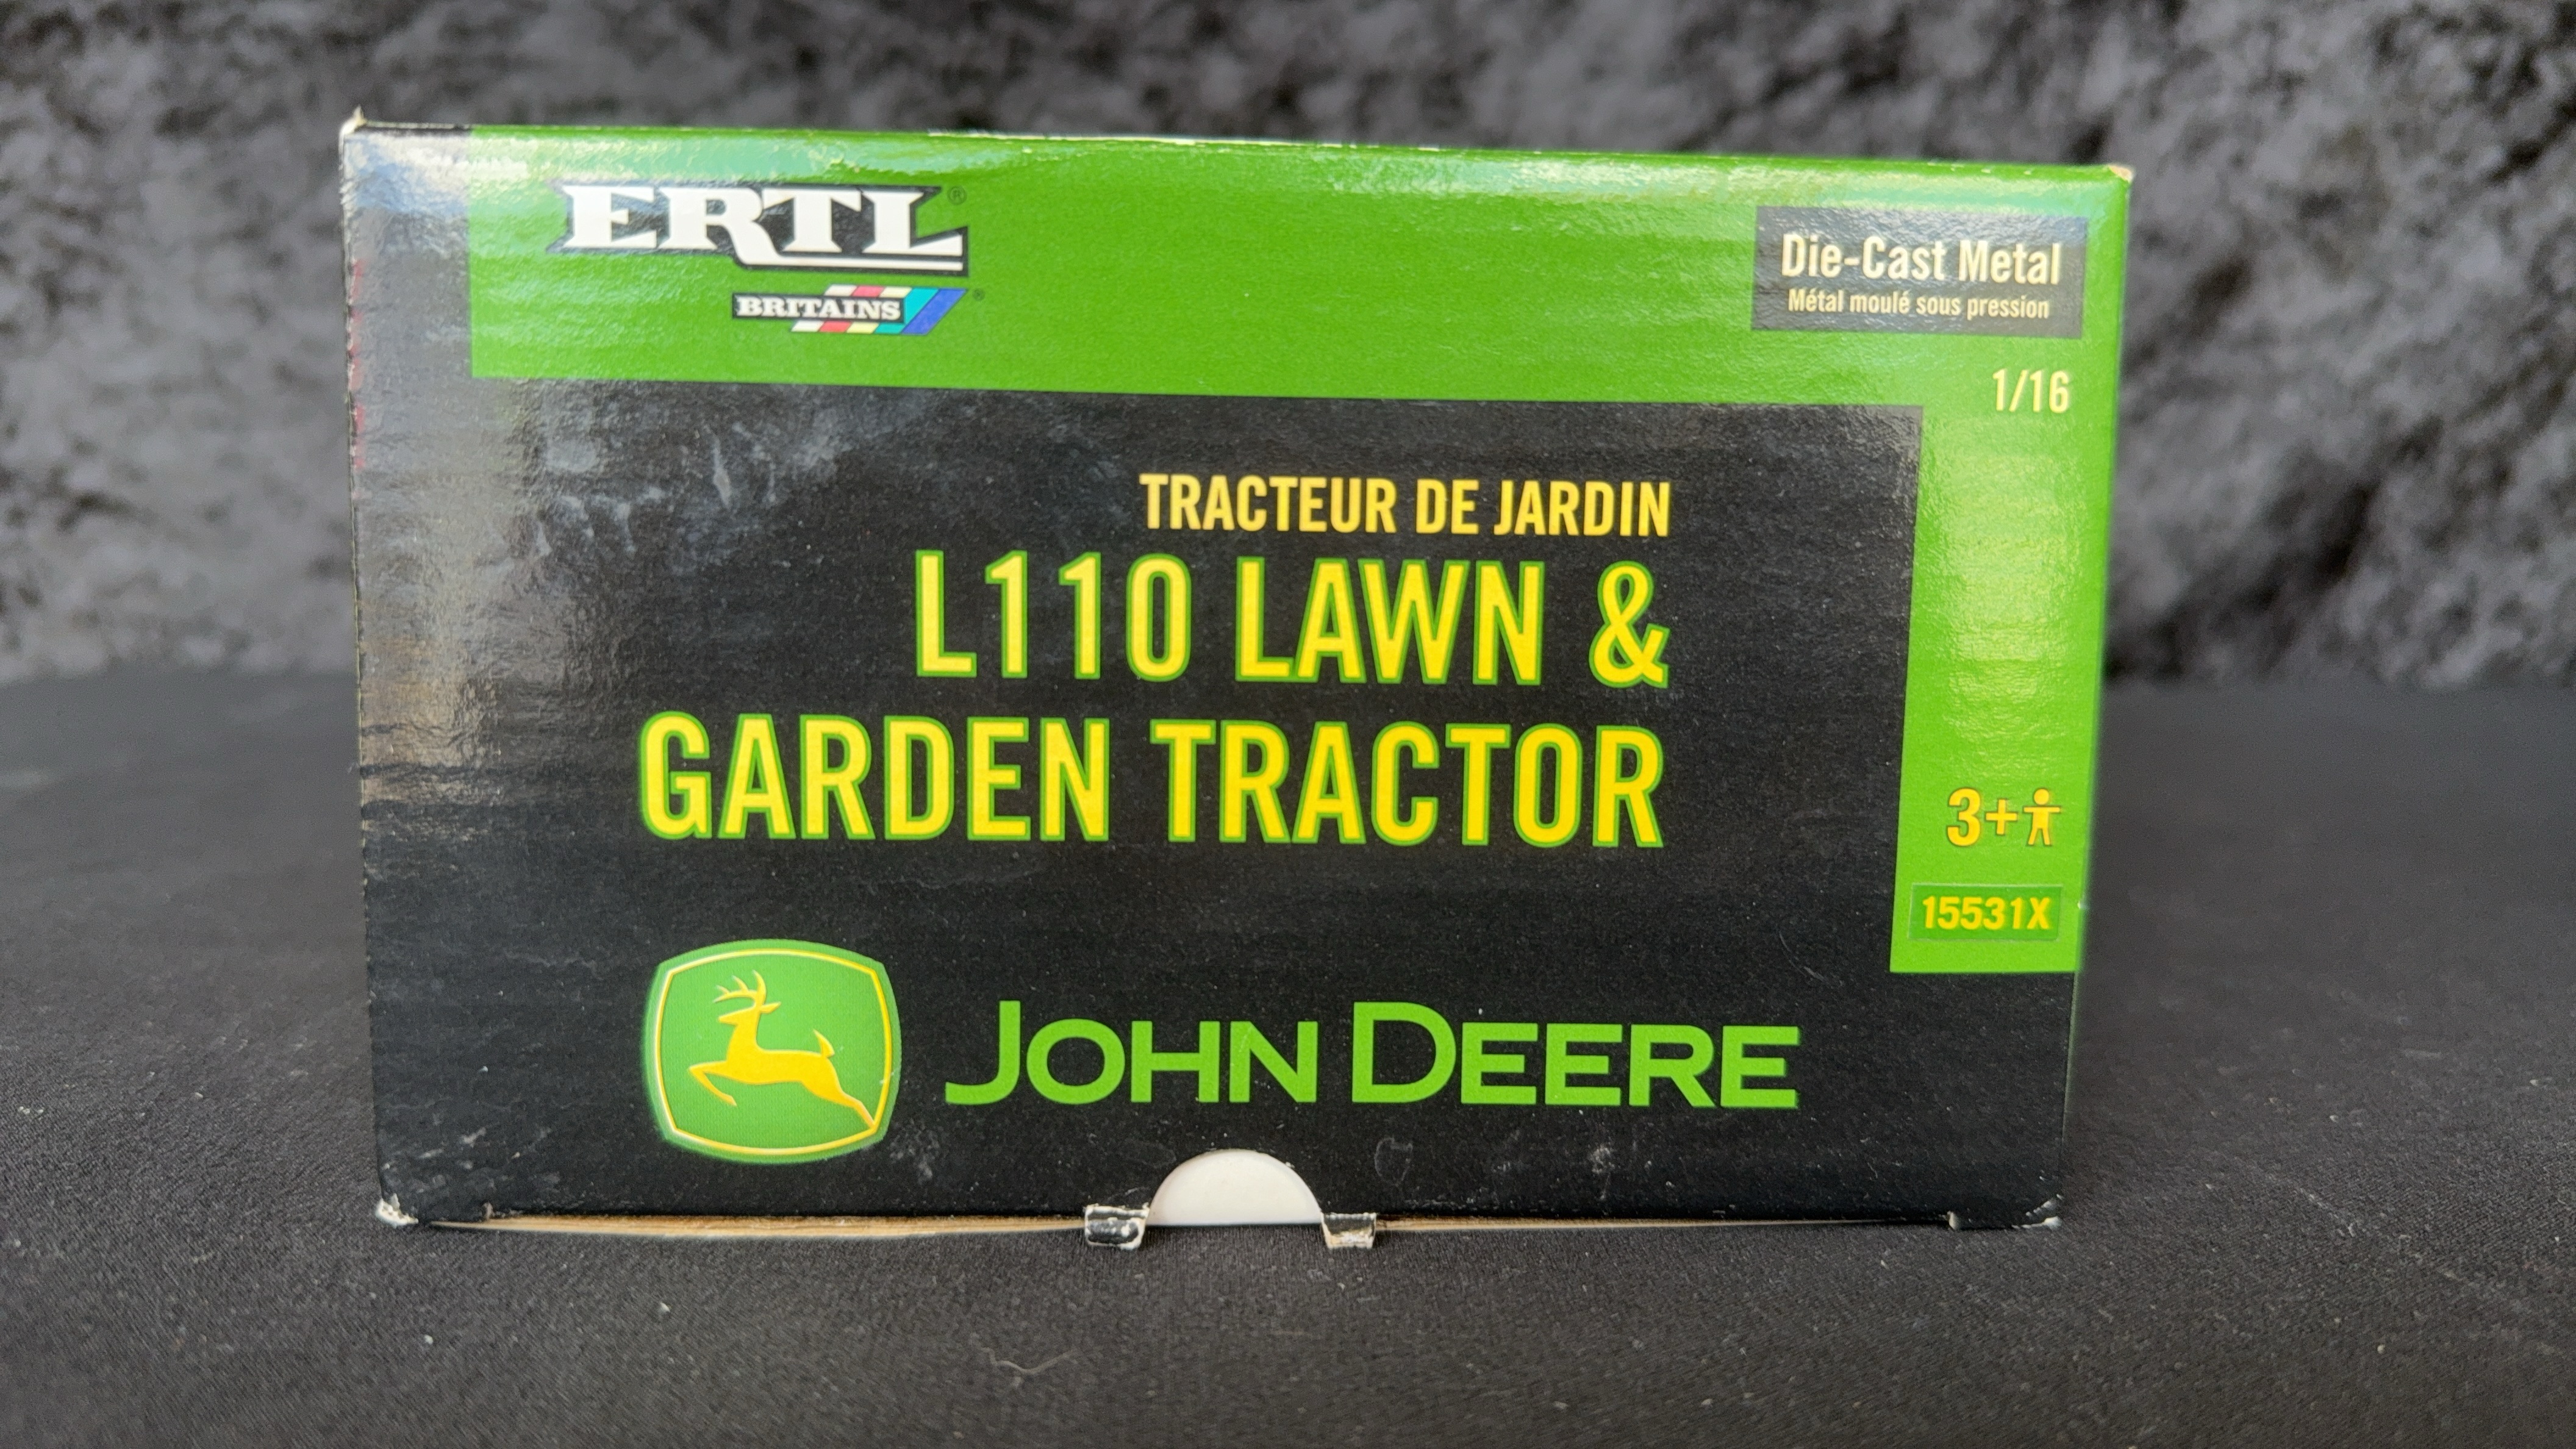 ERTL®
BRITAINS®
Die-Cast Metal
Métal moulé sous pression
1/16
TRACTEUR DE JARDIN
L110 LAWN &
GARDEN TRACTOR
3+
15531X
JOHN DEERE